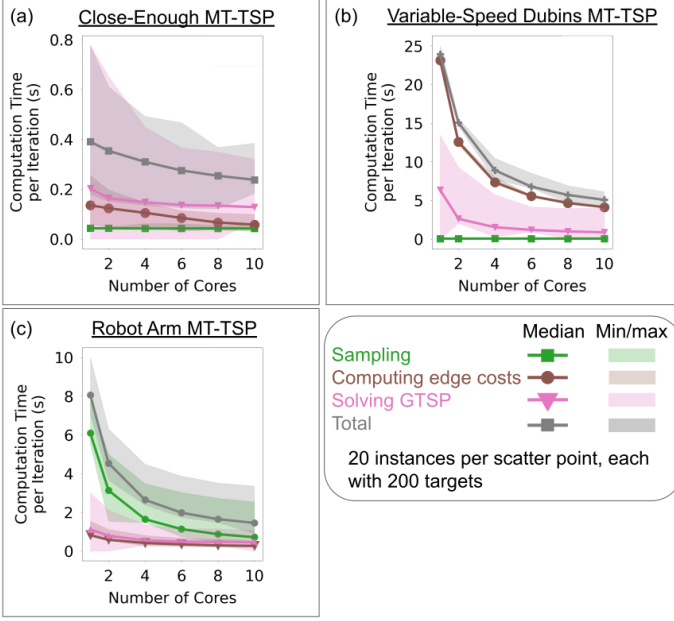 (a)
Close-Enough MT-TSP
Computation Time
per Iteration (s)
0.8
0.6
0.4
0.2
0.0
2 4 6 8 10
Number of Cores
(b)
Variable-Speed Dubins MT-TSP
Computation Time
per Iteration (s)
25
20
15
10
5
0
2 4 6 8 10
Number of Cores
(c)
Robot Arm MT-TSP
Computation Time
per Iteration (s)
10
8
6
4
2
0
2 4 6 8 10
Number of Cores
Median Min/max
Sampling
Computing edge costs
Solving GTSP
Total
20 instances per scatter point, each
with 200 targets